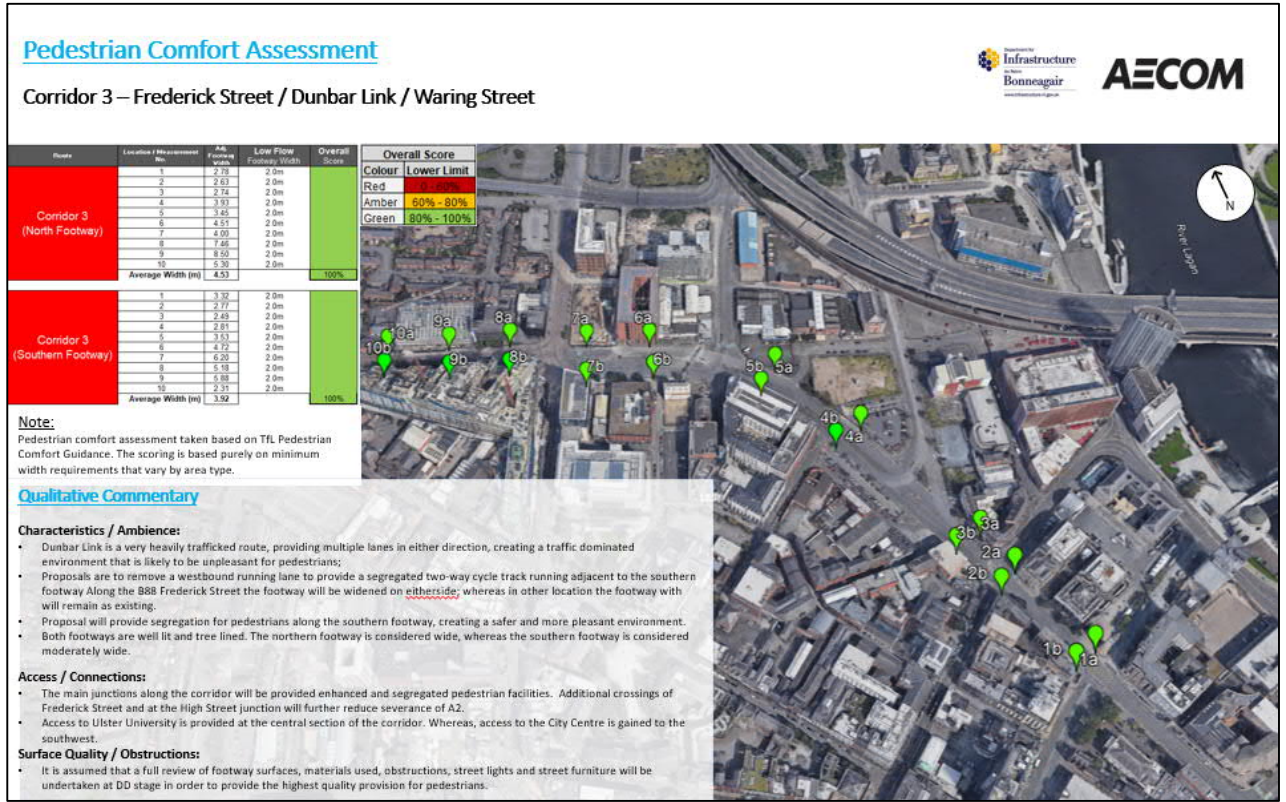 Pedestrian Comfort Assessment
Corridor 3 – Frederick Street / Dunbar Link / Waring Street
Department for
Infrastructure
An Roinn
Bonneagair
www.infrastructure-ni.gov.uk
AECOM
Route Location / Measurement No. Adj. Footway Width Low Flow Footway Width Overall Score
Corridor 3 (North Footway)
1 2.78 2.0m
2 2.63 2.0m
3 2.74 2.0m
4 3.93 2.0m
5 3.45 2.0m
6 4.51 2.0m
7 4.00 2.0m
8 7.46 2.0m
9 8.50 2.0m
10 5.30 2.0m
Average Width (m) 4.53 100%
Corridor 3 (Southern Footway)
1 3.32 2.0m
2 2.77 2.0m
3 2.49 2.0m
4 2.81 2.0m
5 3.53 2.0m
6 4.72 2.0m
7 6.20 2.0m
8 5.18 2.0m
9 5.88 2.0m
10 2.31 2.0m
Average Width (m) 3.92 100%
Overall Score
Colour Lower Limit
Red 0 - 60%
Amber 60% - 80%
Green 80% - 100%
N
River Lagan
10a
9a
8a
7a
6a
10b
9b
8b
7b
6b
5b
5a
4b
4a
3b
3a
2a
2b
1b
1a
Note:
Pedestrian comfort assessment taken based on TfL Pedestrian
Comfort Guidance. The scoring is based purely on minimum
width requirements that vary by area type.
Qualitative Commentary
Characteristics / Ambience:
• Dunbar Link is a very heavily trafficked route, providing multiple lanes in either direction, creating a traffic dominated
environment that is likely to be unpleasant for pedestrians;
• Proposals are to remove a westbound running lane to provide a segregated two-way cycle track running adjacent to the southern
footway Along the B88 Frederick Street the footway will be widened on eitherside; whereas in other location the footway with
will remain as existing.
• Proposal will provide segregation for pedestrians along the southern footway, creating a safer and more pleasant environment.
• Both footways are well lit and tree lined. The northern footway is considered wide, whereas the southern footway is considered
moderately wide.
Access / Connections:
• The main junctions along the corridor will be provided enhanced and segregated pedestrian facilities. Additional crossings of
Frederick Street and at the High Street junction will further reduce severance of A2.
• Access to Ulster University is provided at the central section of the corridor. Whereas, access to the City Centre is gained to the
southwest.
Surface Quality / Obstructions:
• It is assumed that a full review of footway surfaces, materials used, obstructions, street lights and street furniture will be
undertaken at DD stage in order to provide the highest quality provision for pedestrians.